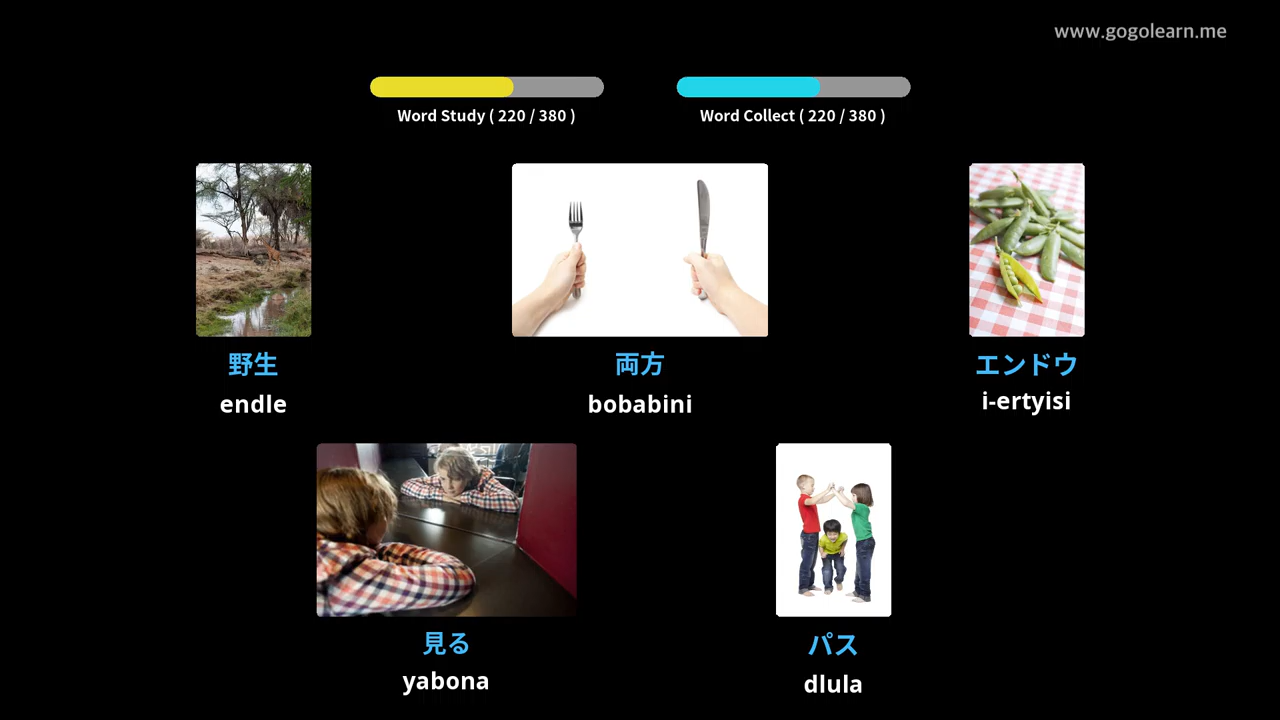 www.gogolearn.me
Word Study ( 220 / 380 )
Word Collect ( 220 / 380 )
野生
endle
両方
bobabini
エンドウ
i-ertyisi
見る
yabona
パス
dlula